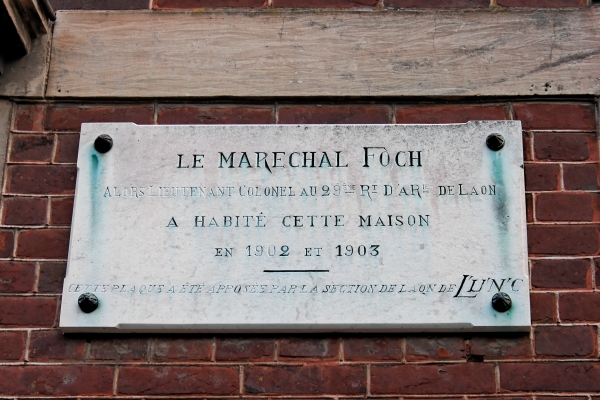 LE MARECHAL FOCH
ALORS LIEUTENANT COLONEL AU 29ME RT D'ARIE DE LAON
A HABITÉ CETTE MAISON
EN 1902 ET 1903
CETTE PLAQUE A ÉTÉ APPOSÉE PAR LA SECTION DE LAON DE L'U'N'C